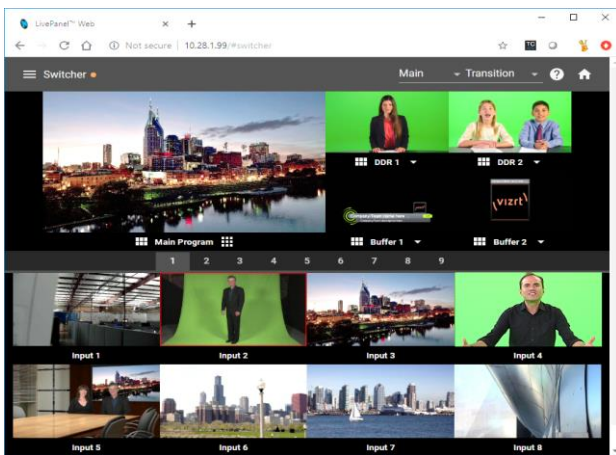 LivePanel™ Web
Not secure | 10.28.1.99/#switcher
TC
Switcher
Main
Transition
?
DDR 1
DDR 2
vizrt
Main Program
Buffer 1
Buffer 2
1 2 3 4 5 6 7 8 9
Input 1
Input 2
Input 3
Input 4
Input 5
Input 6
Input 7
Input 8